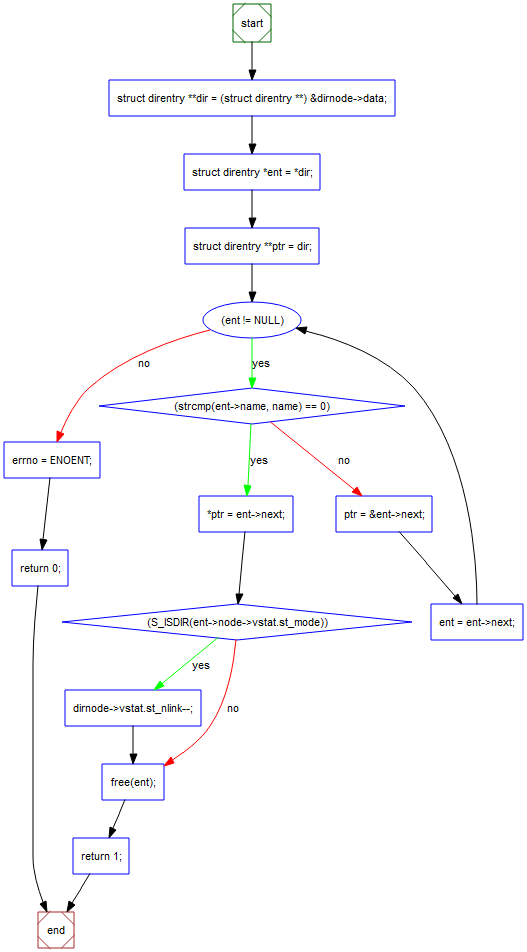 start
struct direntry **dir = (struct direntry **) &dirnode->data;
struct direntry *ent = *dir;
struct direntry **ptr = dir;
(ent != NULL)
no
yes
(strcmp(ent->name, name) == 0)
errno = ENOENT;
yes
no
*ptr = ent->next;
ptr = &ent->next;
return 0;
(S_ISDIR(ent->node->vstat.st_mode))
ent = ent->next;
yes
no
dirnode->vstat.st_nlink--;
free(ent);
return 1;
end